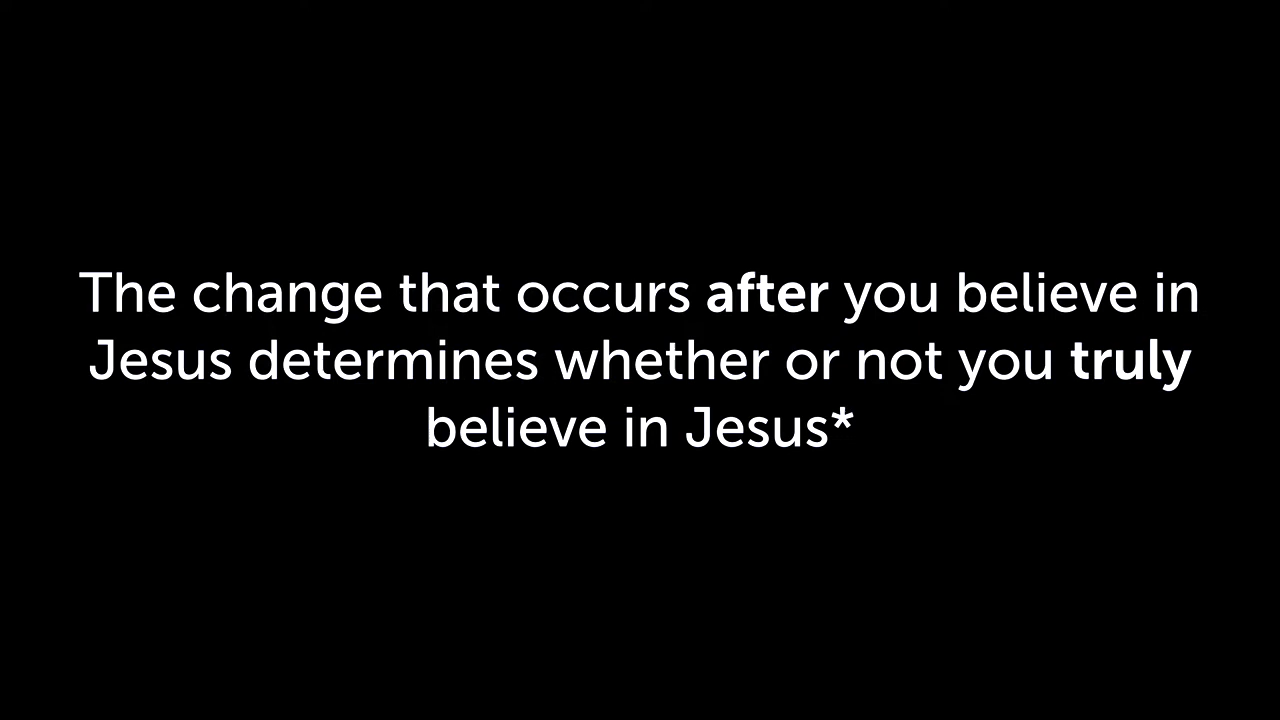 The change that occurs after you believe in
Jesus determines whether or not you truly
believe in Jesus*